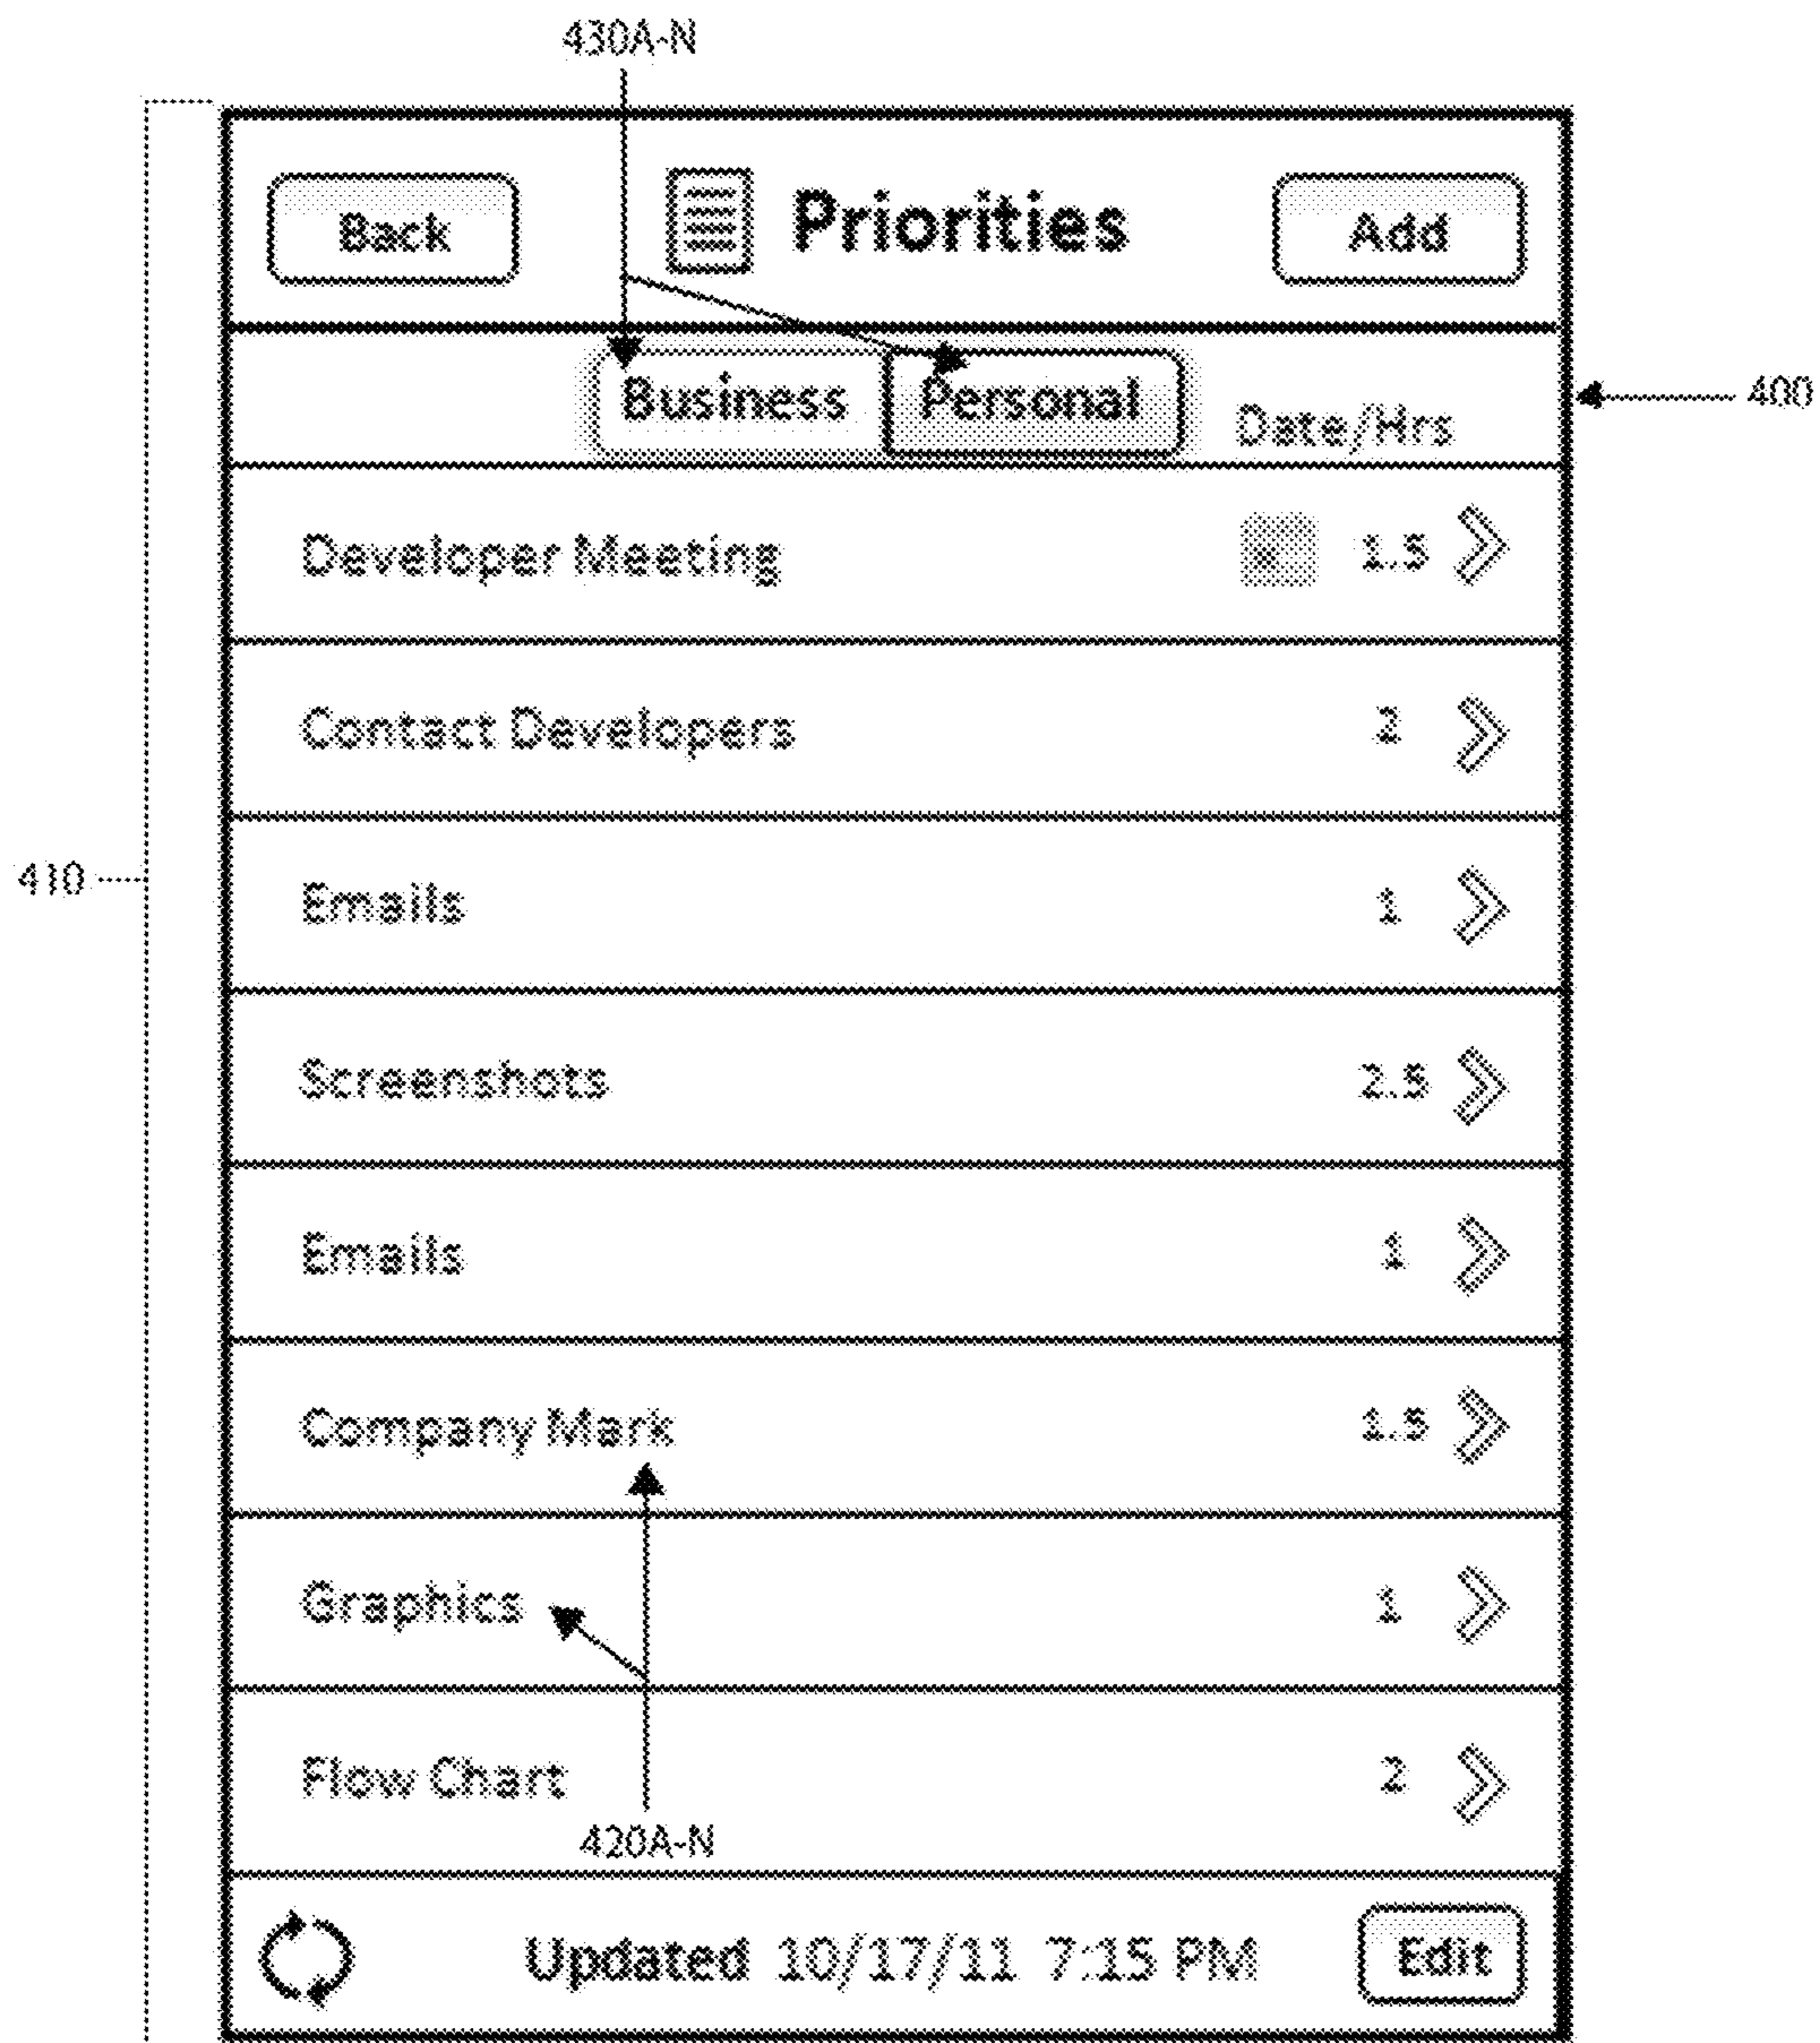 430A-N
Back Priorities Add
Business Personal Date/Hrs
400
Developer Meeting 1.5
Contact Developers 2
410
Emails 1
Screenshots 2.5
Emails 1
Company Mark 1.5
Graphics 1
Flow Chart 2
420A-N
Updated 10/17/11 7:15 PM Edit